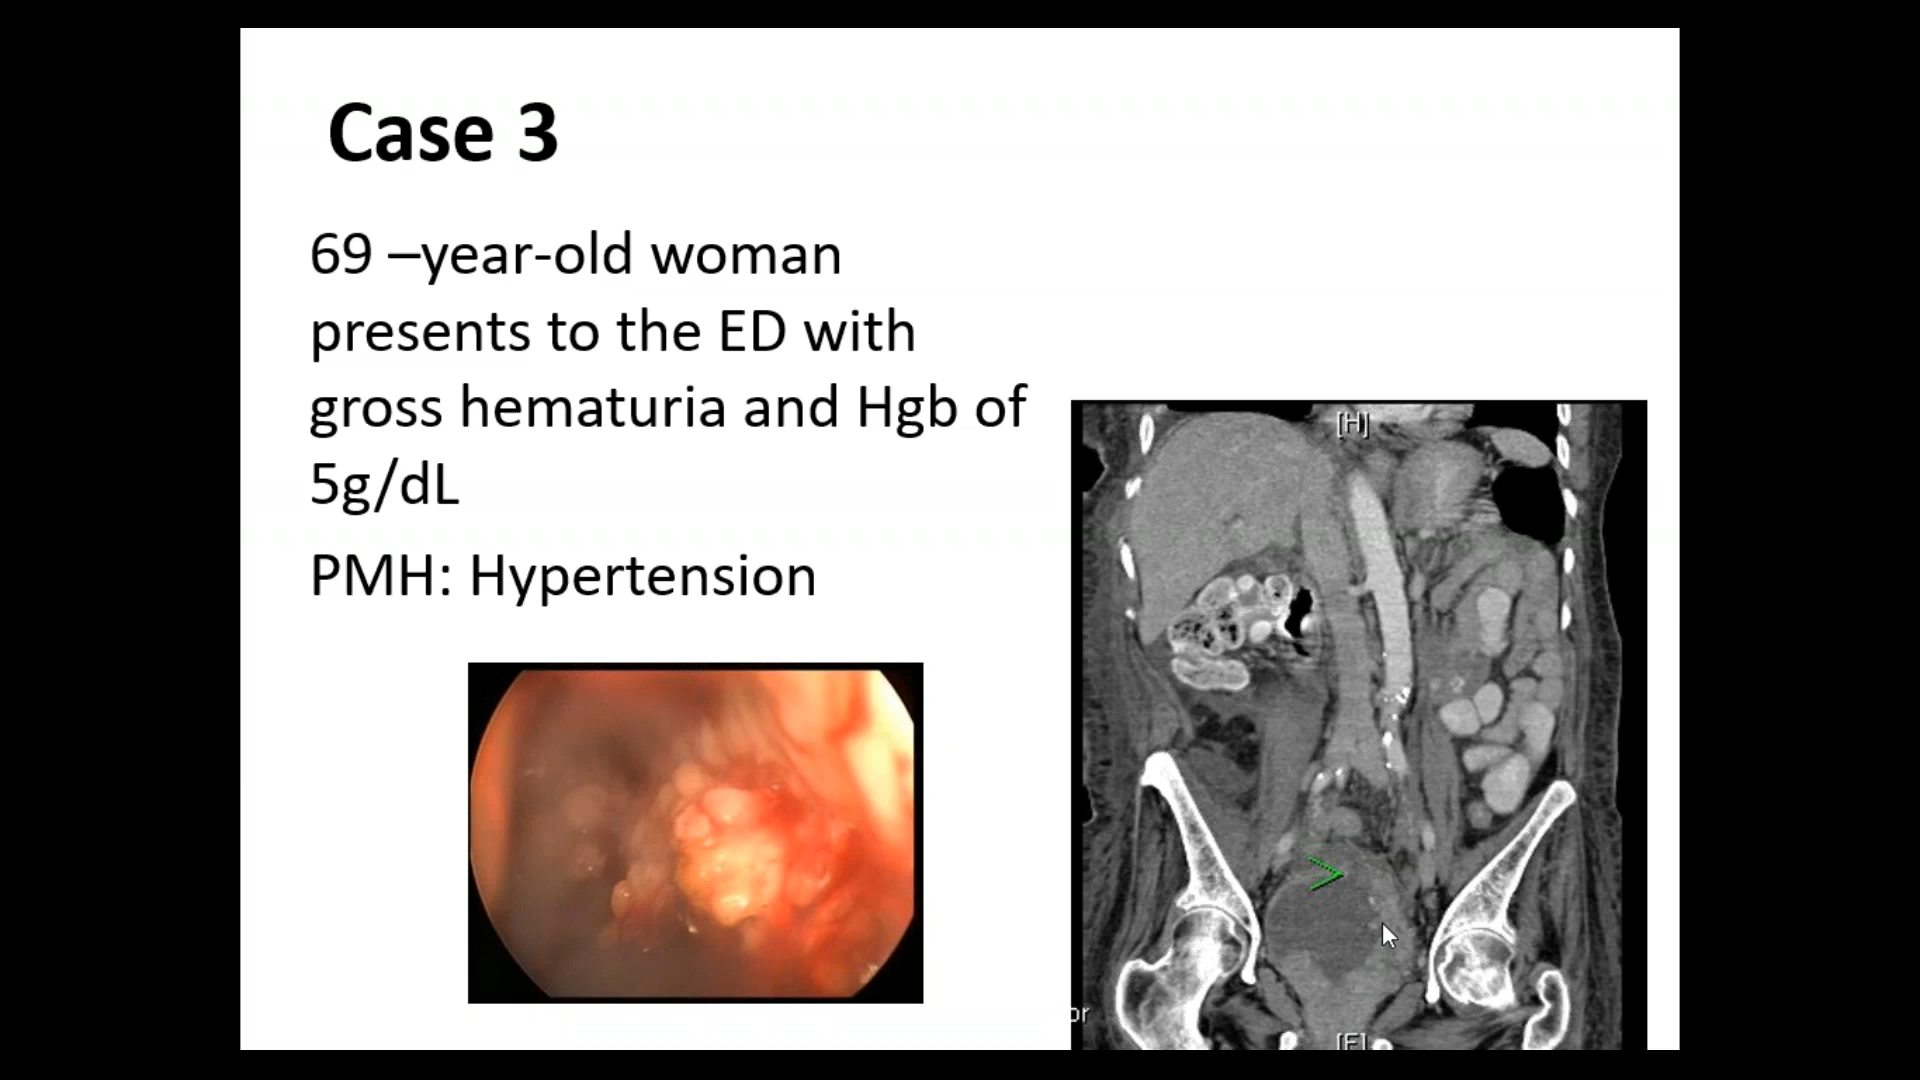 Case 3
69 –year-old woman
presents to the ED with
gross hematuria and Hgb of
5g/dL
PMH: Hypertension
[H]
or
[F]